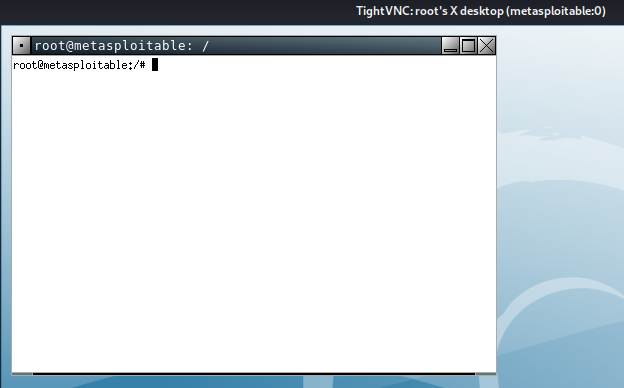 TightVNC: root's X desktop (metasploitable:0)
root@metasploitable: /
root@metasploitable:/#